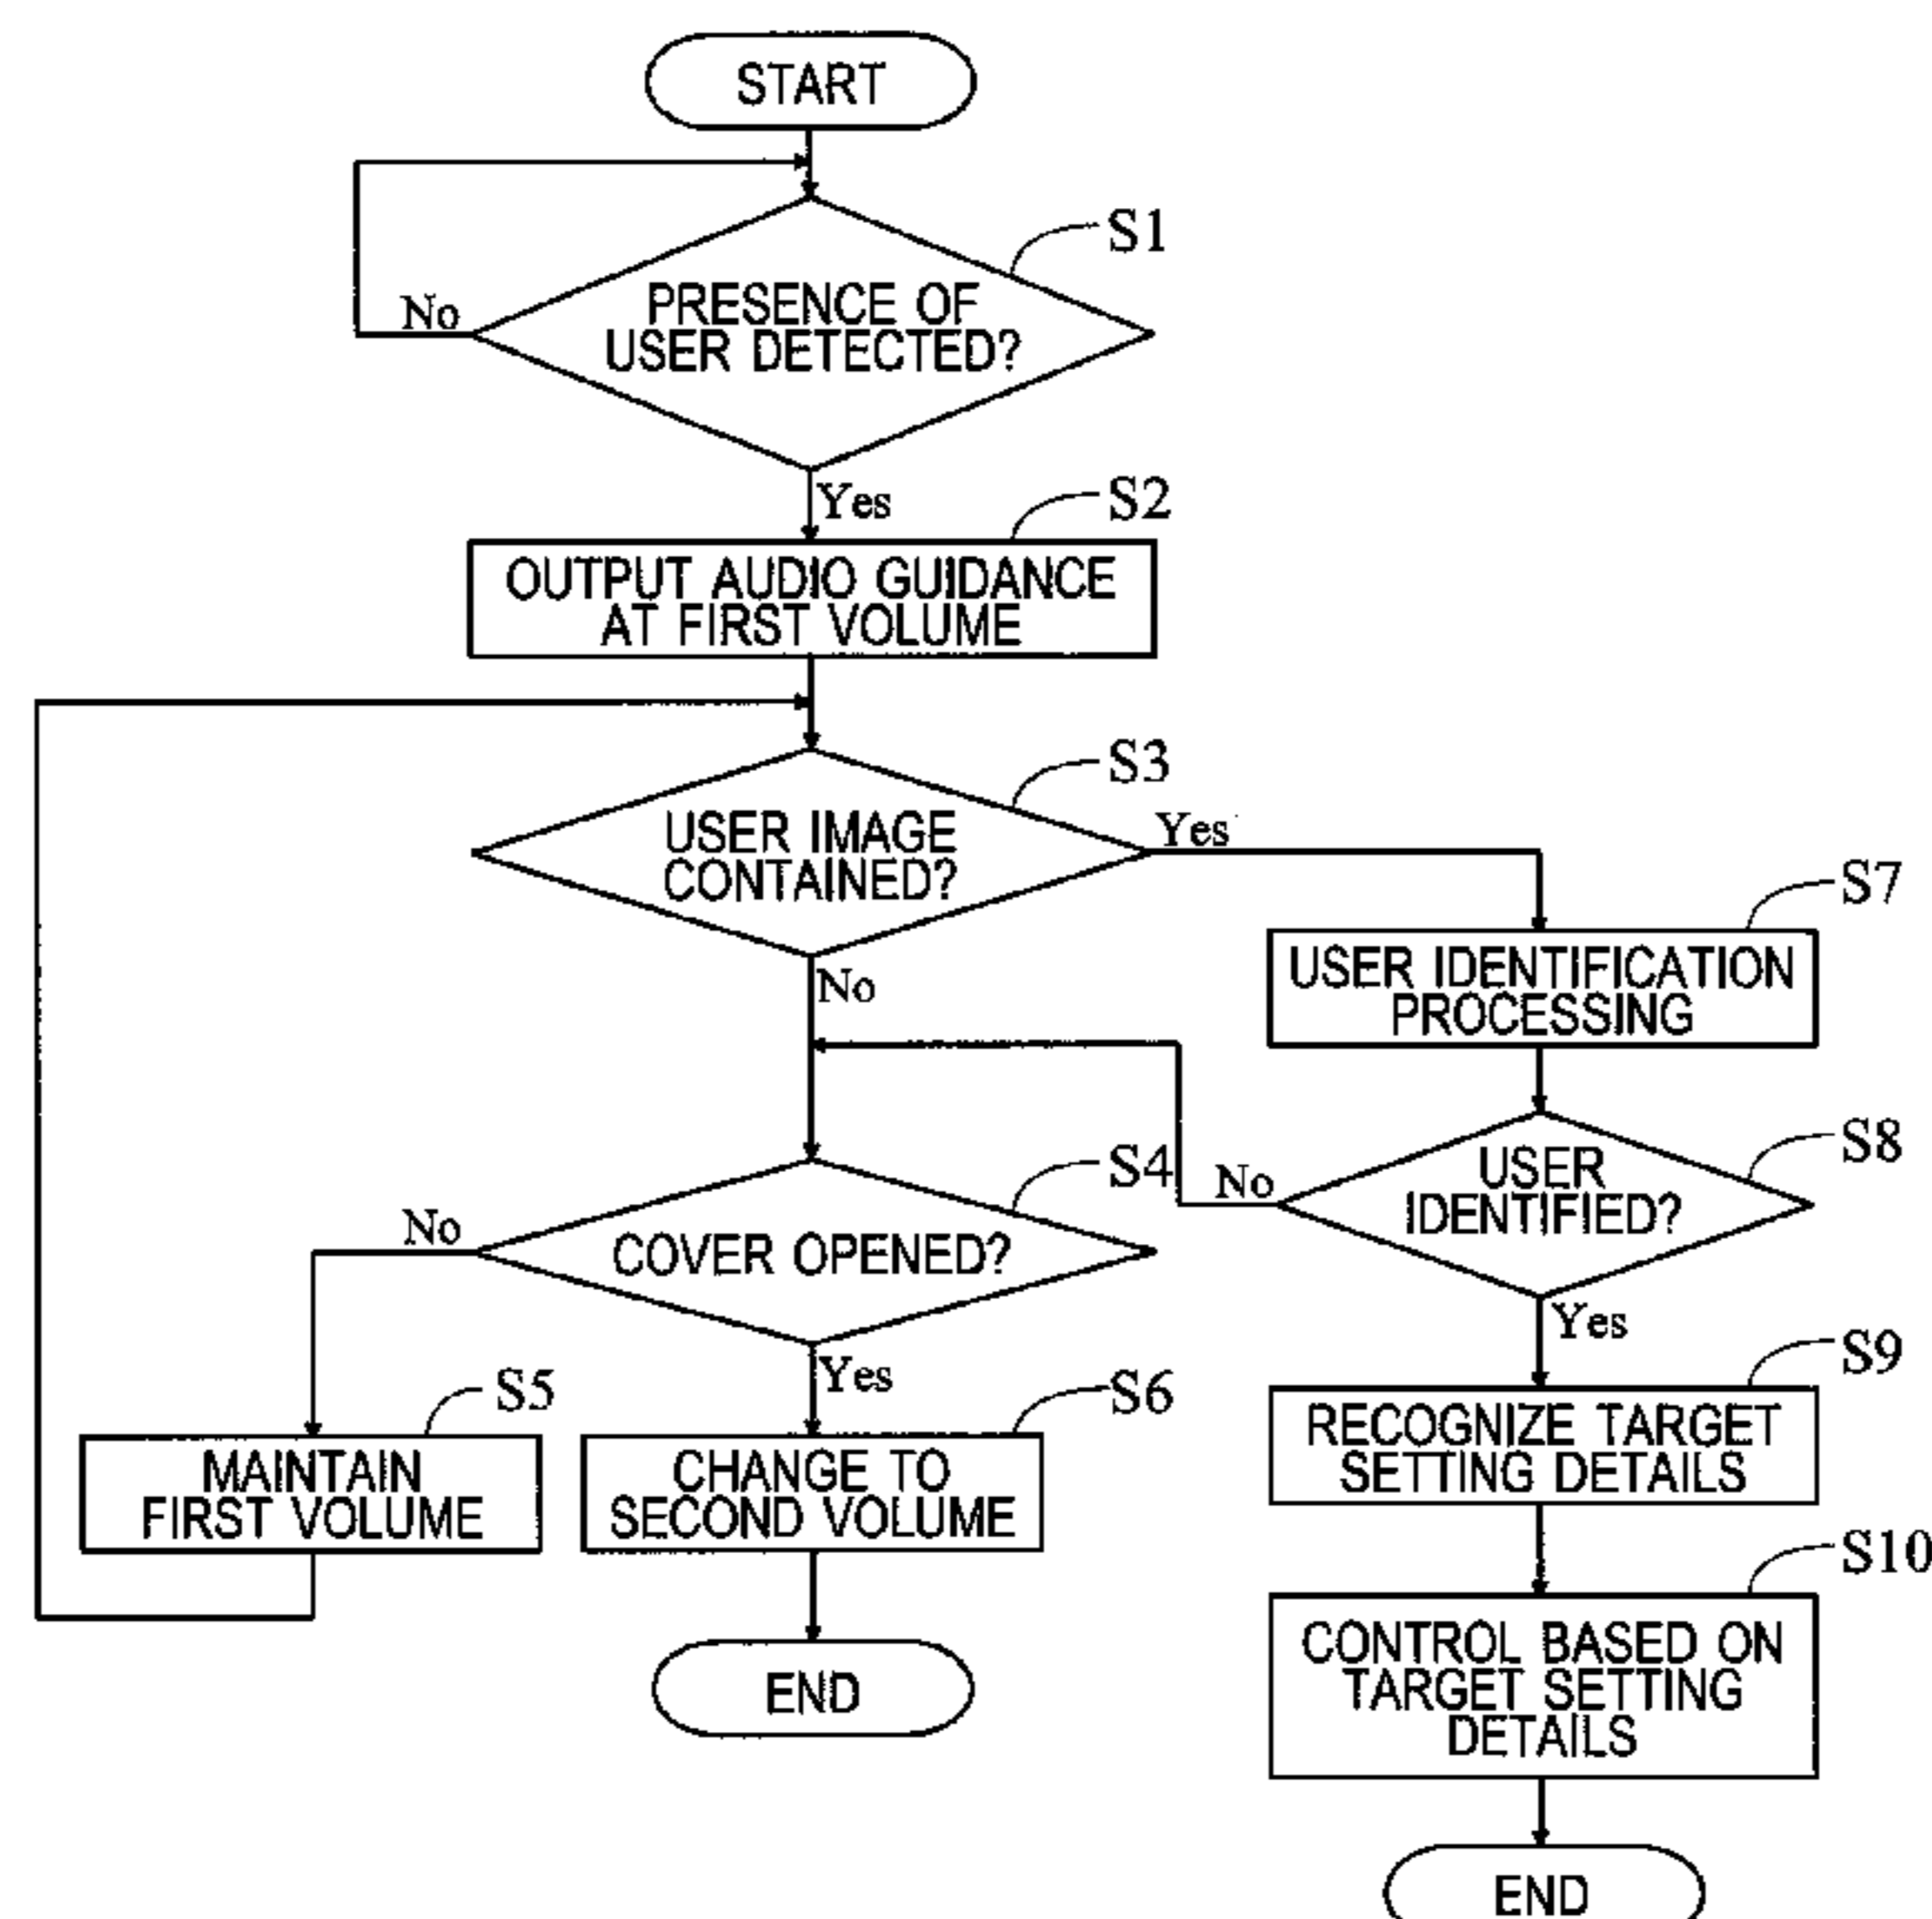 START
S1
PRESENCE OF
USER DETECTED?
No
Yes
S2
OUTPUT AUDIO GUIDANCE
AT FIRST VOLUME
S3
USER IMAGE
CONTAINED?
Yes
No
S7
USER IDENTIFICATION
PROCESSING
S8
USER
IDENTIFIED?
No
Yes
S4
COVER OPENED?
No
Yes
S5
MAINTAIN
FIRST VOLUME
S6
CHANGE TO
SECOND VOLUME
END
S9
RECOGNIZE TARGET
SETTING DETAILS
S10
CONTROL BASED ON
TARGET SETTING
DETAILS
END